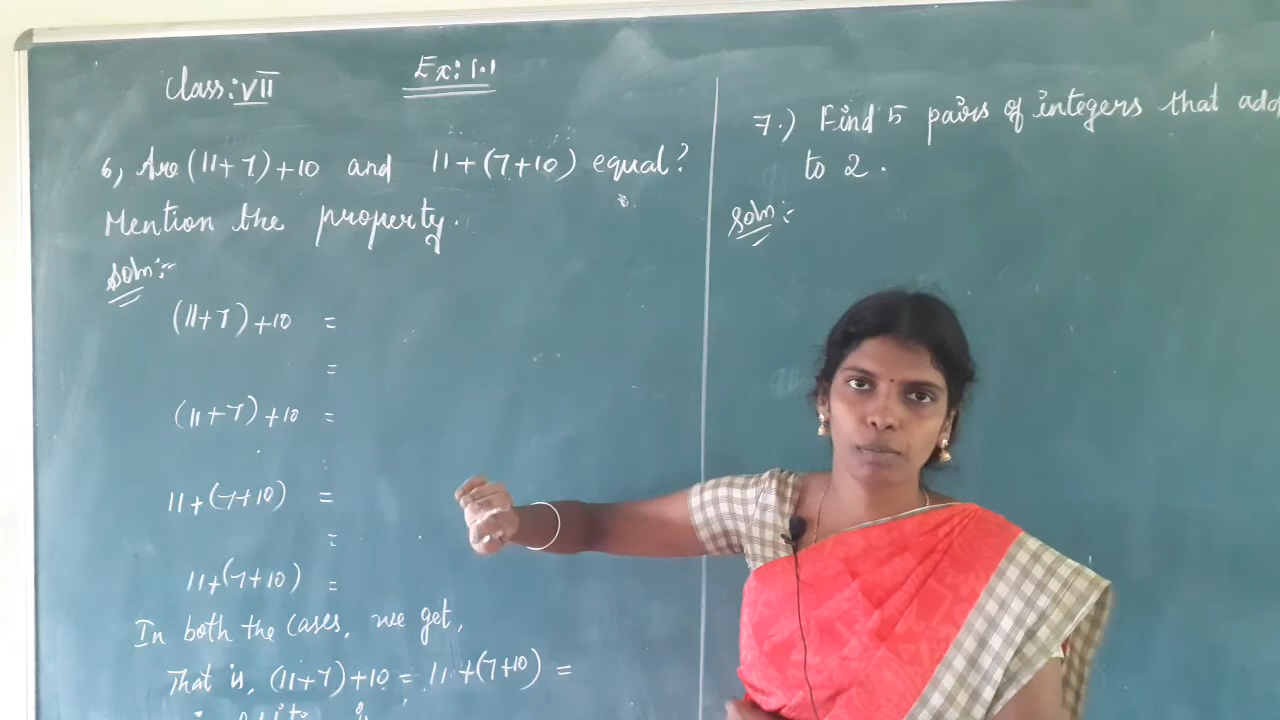 Class: VII
Ex: 1.1
6, Are (11+7)+10 and 11+(7+10) equal?
Mention the property.
Soln:-
(11+7)+10 =
=
(11+7)+10 =
11+(7+10) =
=
11+(7+10) =
In both the cases, we get,
That is, (11+7)+10 = 11+(7+10) =
7.) Find 5 pairs of integers that add
to 2.
Soln:-